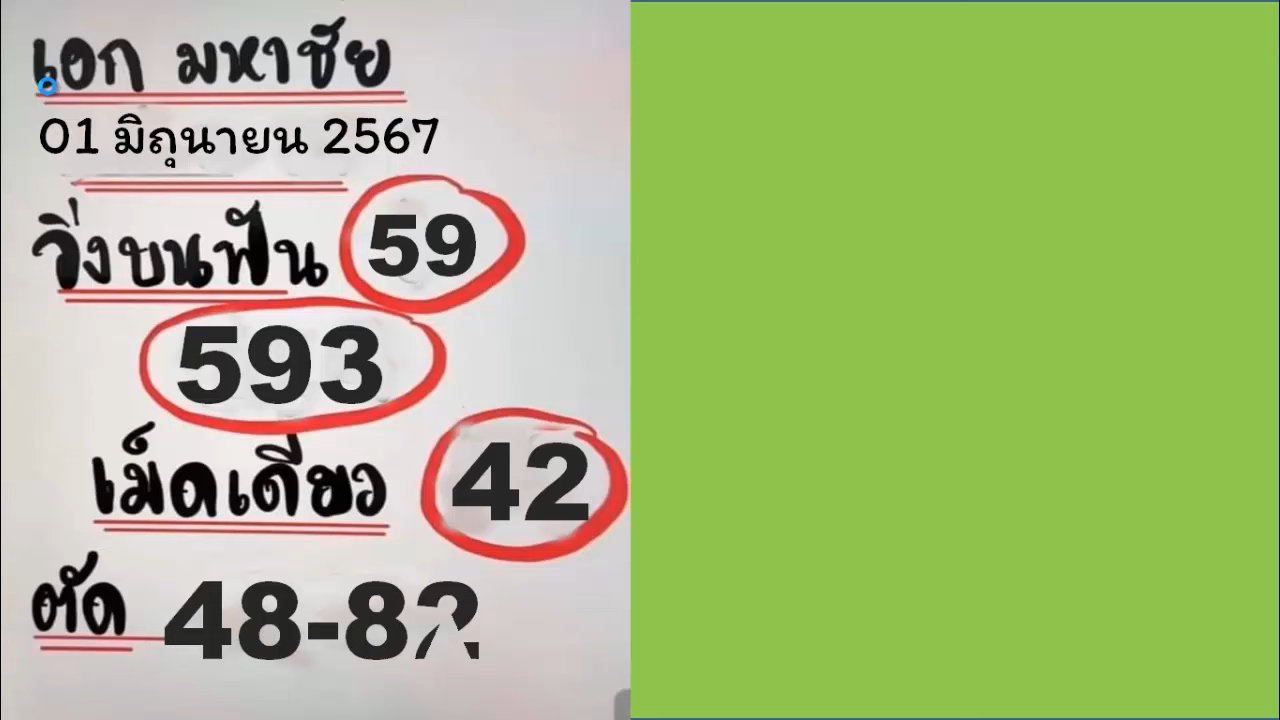 เอก มหาชัย
01 มิถุนายน 2567
วิ่งบนฟัน 59
593
เม็ดเดียว 42
ตัด 48-82